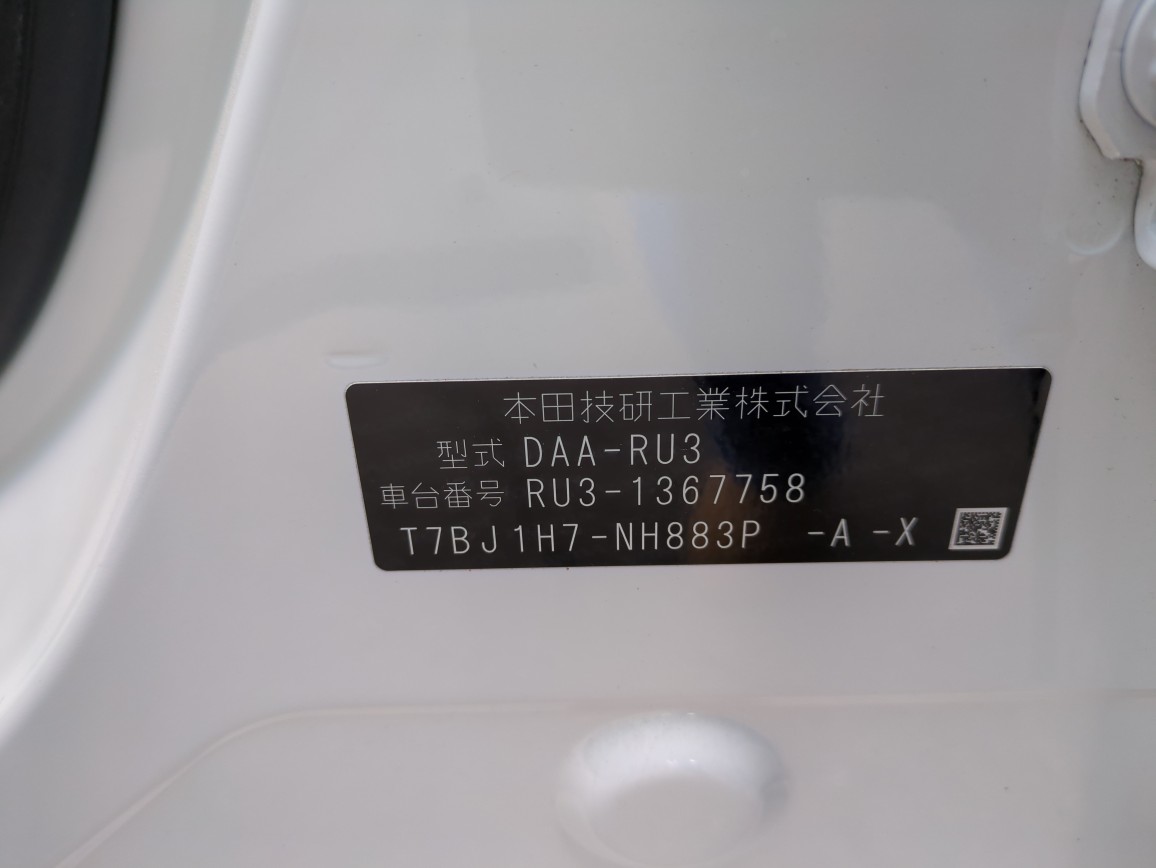 本田技研工業株式会社
型式 DAA-RU3
車台番号 RU3-1367758
T7BJ1H7-NH883P -A -X